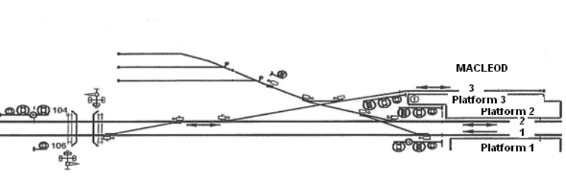 MACLEOD
3
Platform 3
Platform 2
104
2
1
106
Platform 1
P
P